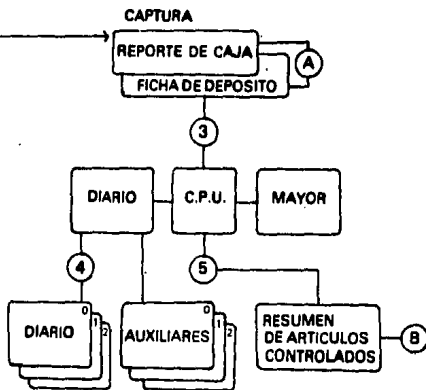 CAPTURA
REPORTE DE CAJA
A
FICHA DE DEPOSITO
3
DIARIO
C.P.U.
MAYOR
4
5
0
1
2
DIARIO
0
1
2
AUXILIARES
RESUMEN
DE ARTICULOS
CONTROLADOS
8